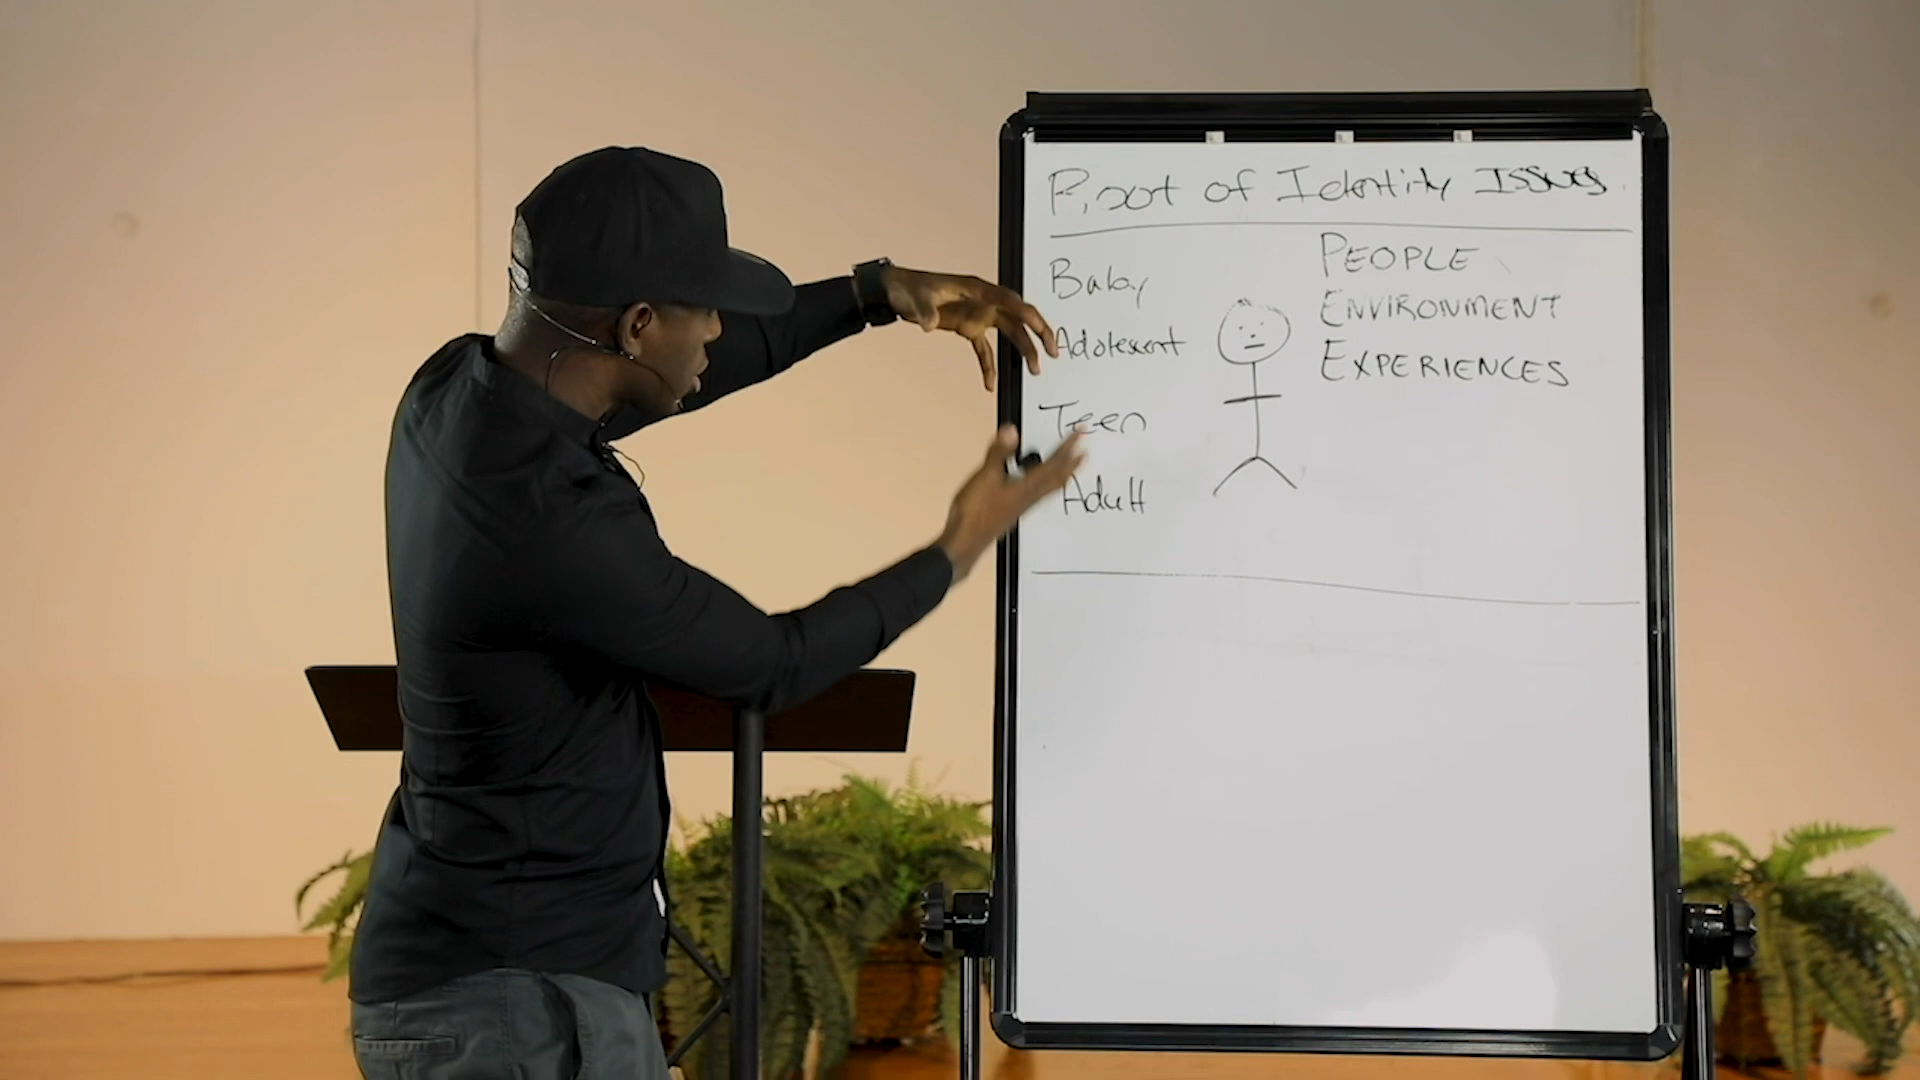 Root of Identity Issues
Baby
Adolescent
Teen
Adult
PEOPLE
ENVIRONMENT
EXPERIENCES